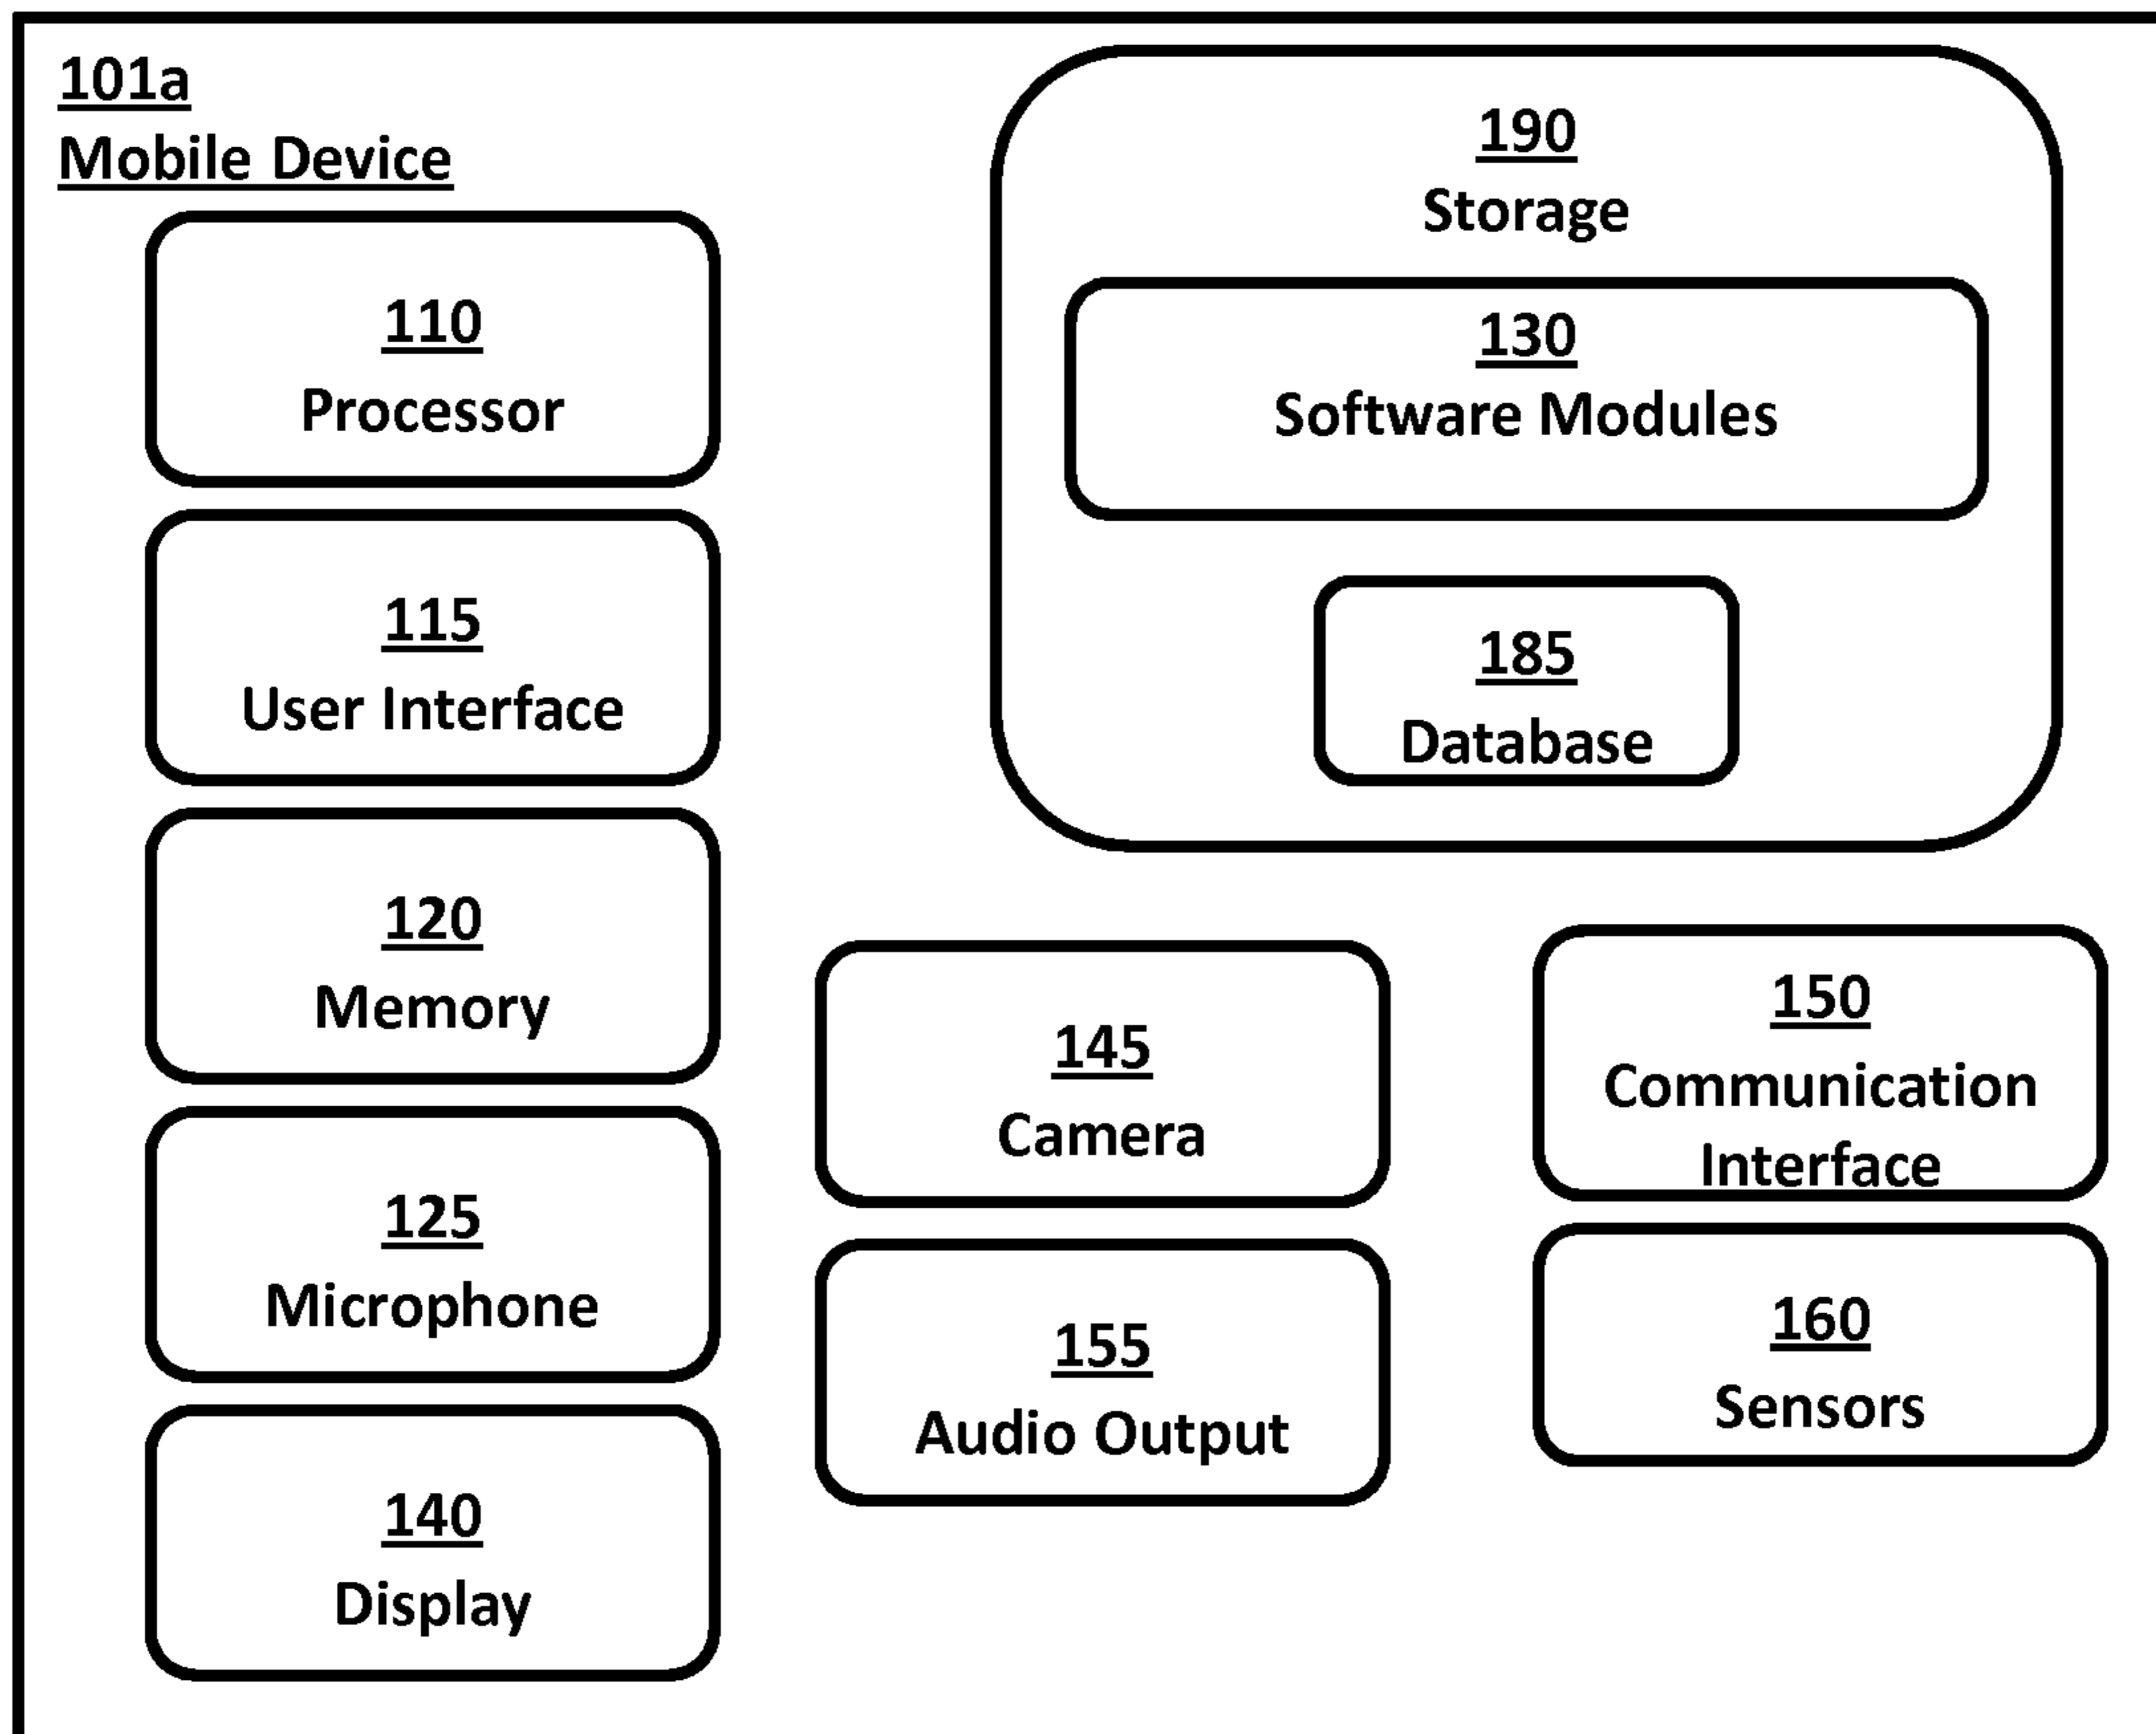 101a
Mobile Device
110
Processor
115
User Interface
120
Memory
125
Microphone
140
Display
190
Storage
130
Software Modules
185
Database
145
Camera
155
Audio Output
150
Communication
Interface
160
Sensors